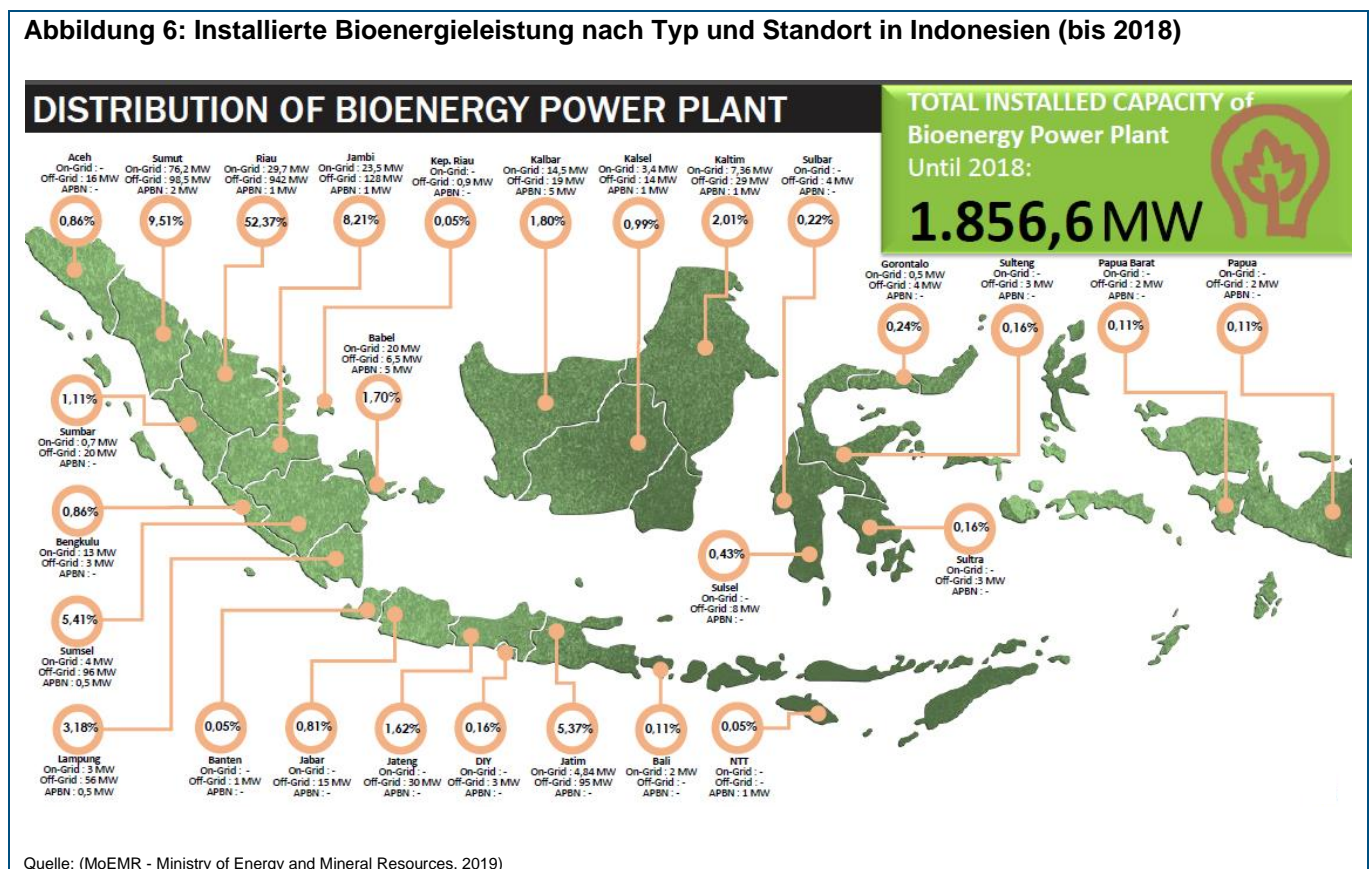 Abbildung 6: Installierte Bioenergieleistung nach Typ und Standort in Indonesien (bis 2018)
DISTRIBUTION OF BIOENERGY POWER PLANT
TOTAL INSTALLED CAPACITY of
Bioenergy Power Plant
Until 2018:
1.856,6 MW
Aceh
On-Grid : -
Off-Grid : 16 MW
APBN : -
0,86%
Sumut
On-Grid : 76,2 MW
Off-Grid : 98,5 MW
APBN : 2 MW
9,51%
Riau
On-Grid : 29,7 MW
Off-Grid : 942 MW
APBN : 1 MW
52,37%
Jambi
On-Grid : 23,5 MW
Off-Grid : 128 MW
APBN : 1 MW
8,21%
Kep. Riau
On-Grid : -
Off-Grid : 0,9 MW
APBN : -
0,05%
Kalbar
On-Grid : 14,5 MW
Off-Grid : 19 MW
APBN : 5 MW
1,80%
Kalsel
On-Grid : 3,4 MW
Off-Grid : 14 MW
APBN : 1 MW
0,99%
Kaltim
On-Grid : 7,36 MW
Off-Grid : 29 MW
APBN : 1 MW
2,01%
Sulbar
On-Grid : -
Off-Grid : 4 MW
APBN : -
0,22%
Gorontalo
On-Grid : 0,5 MW
Off-Grid : 4 MW
APBN : -
0,24%
Sulteng
On-Grid : -
Off-Grid : 3 MW
APBN : -
0,16%
Papua Barat
On-Grid : -
Off-Grid : 2 MW
APBN : -
0,11%
Papua
On-Grid : -
Off-Grid : 2 MW
APBN : -
0,11%
Babel
On-Grid : 20 MW
Off-Grid : 6,5 MW
APBN : 5 MW
1,70%
1,11%
Sumbar
On-Grid : 0,7 MW
Off-Grid : 20 MW
APBN : -
0,86%
Bengkulu
On-Grid : 13 MW
Off-Grid : 3 MW
APBN : -
5,41%
Sumsel
On-Grid : 4 MW
Off-Grid : 96 MW
APBN : 0,5 MW
3,18%
Lampung
On-Grid : 3 MW
Off-Grid : 56 MW
APBN : 0,5 MW
0,43%
Sulsel
On-Grid : -
Off-Grid :8 MW
APBN : -
0,16%
Sultra
On-Grid : -
Off-Grid :3 MW
APBN : -
0,05%
Banten
On-Grid : -
Off-Grid : 1 MW
APBN : -
0,81%
Jabar
On-Grid : -
Off-Grid : 15 MW
APBN : -
1,62%
Jateng
On-Grid : -
Off-Grid : 30 MW
APBN : -
0,16%
DIY
On-Grid : -
Off-Grid : 3 MW
APBN : -
5,37%
Jatim
On-Grid : 4,84 MW
Off-Grid : 95 MW
APBN : -
0,11%
Bali
On-Grid : 2 MW
Off-Grid : -
APBN : -
0,05%
NTT
On-Grid : -
Off-Grid : -
APBN : 1 MW
Quelle: (MoEMR - Ministry of Energy and Mineral Resources, 2019)